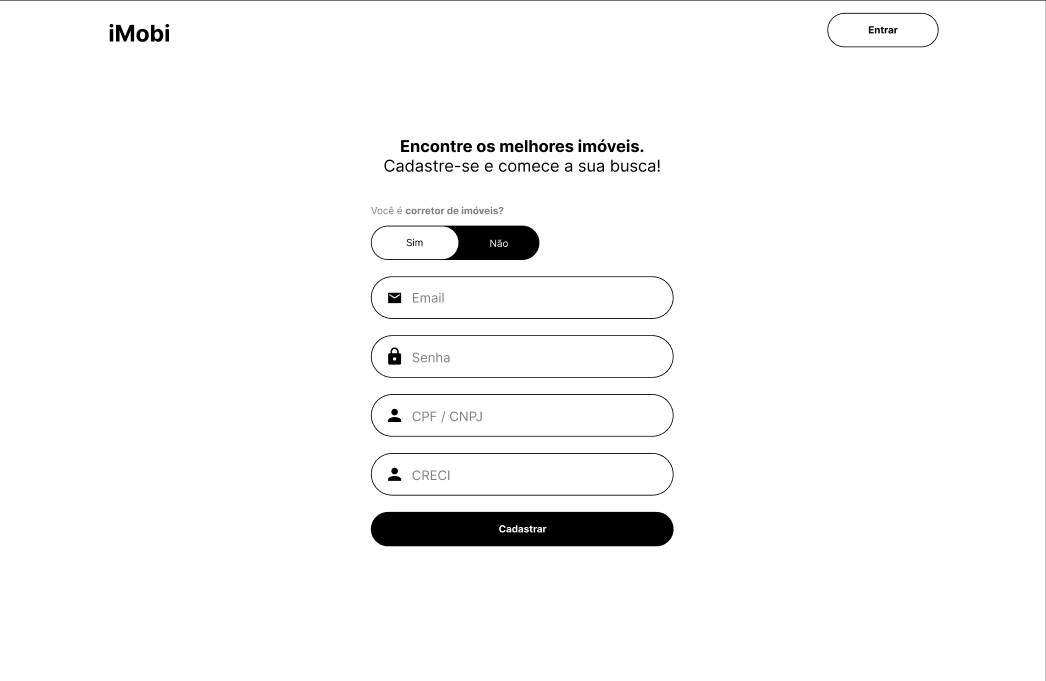 iMobi
Entrar
Encontre os melhores imóveis.
Cadastre-se e comece a sua busca!
Você é corretor de imóveis?
Sim Não
Email
Senha
CPF / CNPJ
CRECI
Cadastrar